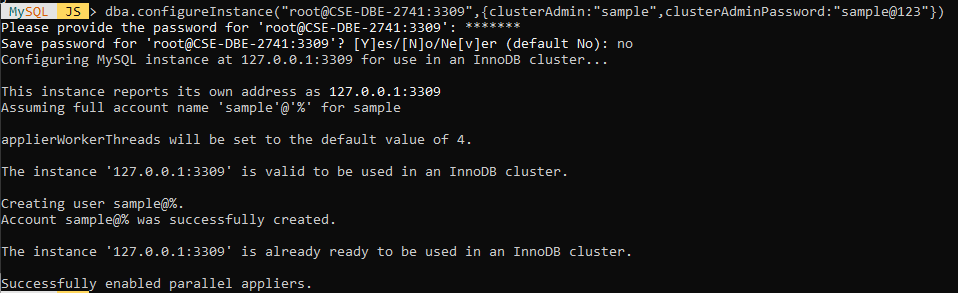 MySQL JS > dba.configureInstance("root@CSE-DBE-2741:3309",{clusterAdmin:"sample",clusterAdminPassword:"sample@123"})
Please provide the password for 'root@CSE-DBE-2741:3309': *******
Save password for 'root@CSE-DBE-2741:3309'? [Y]es/[N]o/Ne[v]er (default No): no
Configuring MySQL instance at 127.0.0.1:3309 for use in an InnoDB cluster...
This instance reports its own address as 127.0.0.1:3309
Assuming full account name 'sample'@'%' for sample
applierWorkerThreads will be set to the default value of 4.
The instance '127.0.0.1:3309' is valid to be used in an InnoDB cluster.
Creating user sample@%.
Account sample@% was successfully created.
The instance '127.0.0.1:3309' is already ready to be used in an InnoDB cluster.
Successfully enabled parallel appliers.